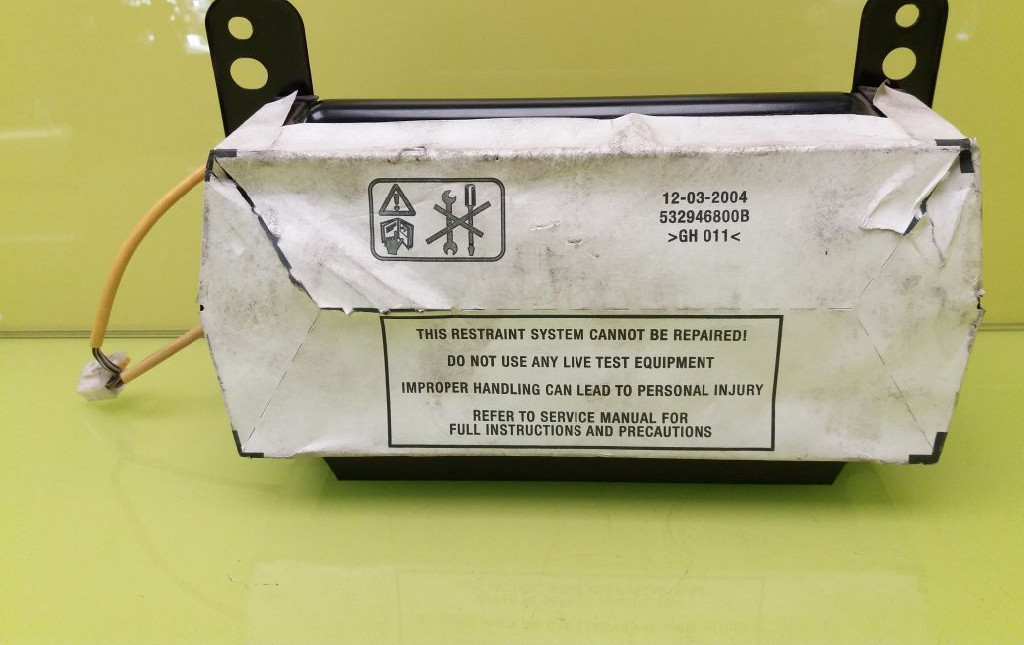 12-03-2004
532946800B
>GH 011<
THIS RESTRAINT SYSTEM CANNOT BE REPAIRED!
DO NOT USE ANY LIVE TEST EQUIPMENT
IMPROPER HANDLING CAN LEAD TO PERSONAL INJURY
REFER TO SERVICE MANUAL FOR
FULL INSTRUCTIONS AND PRECAUTIONS